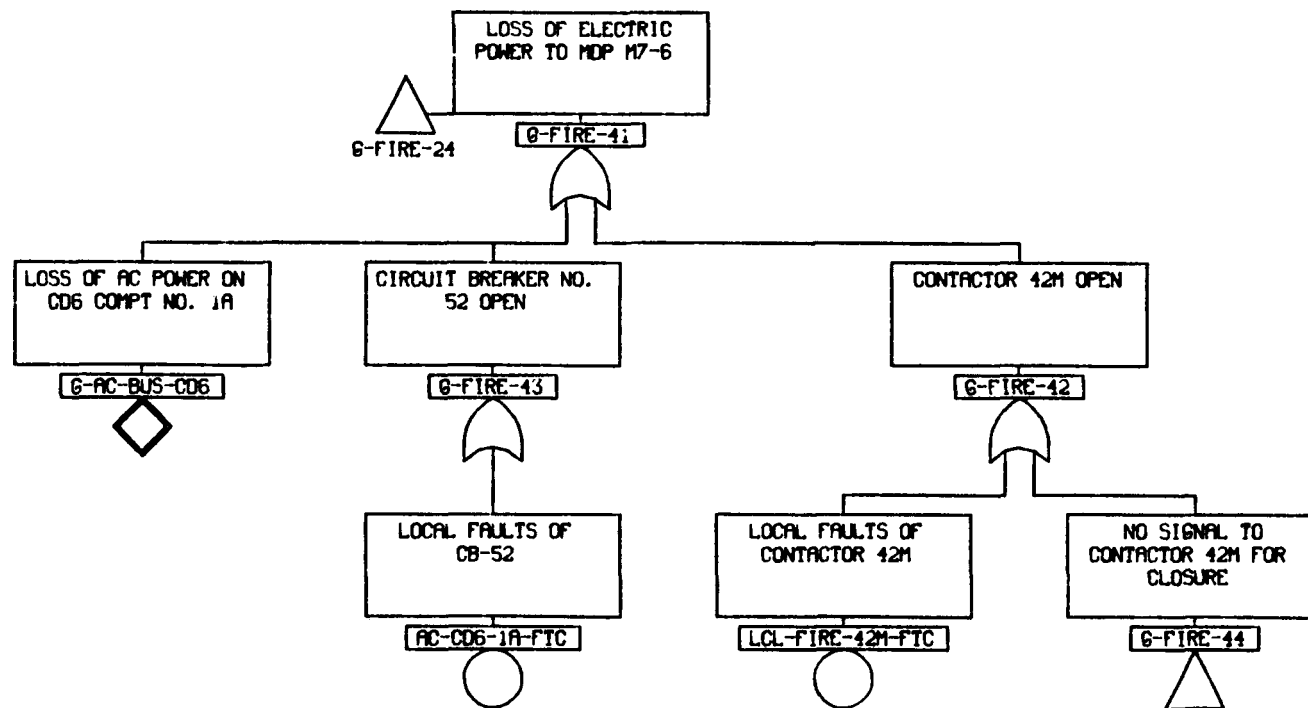 LOSS OF ELECTRIC
POWER TO MDP M7-6
G-FIRE-24
G-FIRE-41
LOSS OF AC POWER ON
CD6 COMPT NO. 1A
G-AC-BUS-CD6
CIRCUIT BREAKER NO.
52 OPEN
G-FIRE-43
CONTACTOR 42M OPEN
G-FIRE-42
LOCAL FAULTS OF
CB-52
AC-CD6-1A-FTC
LOCAL FAULTS OF
CONTACTOR 42M
LCL-FIRE-42M-FTC
NO SIGNAL TO
CONTACTOR 42M FOR
CLOSURE
G-FIRE-44